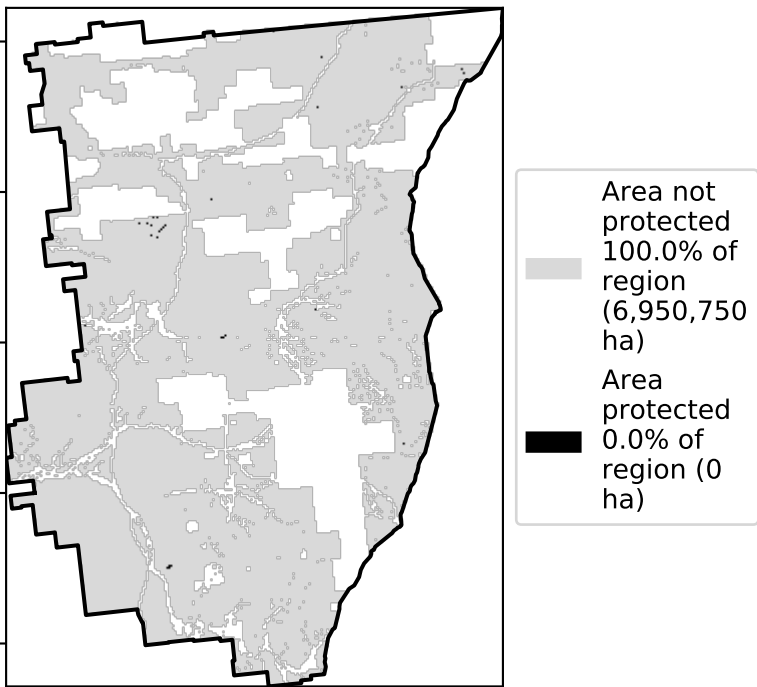 Area not
protected
100.0% of
region
(6,950,750
ha)
Area
protected
0.0% of
region (0
ha)